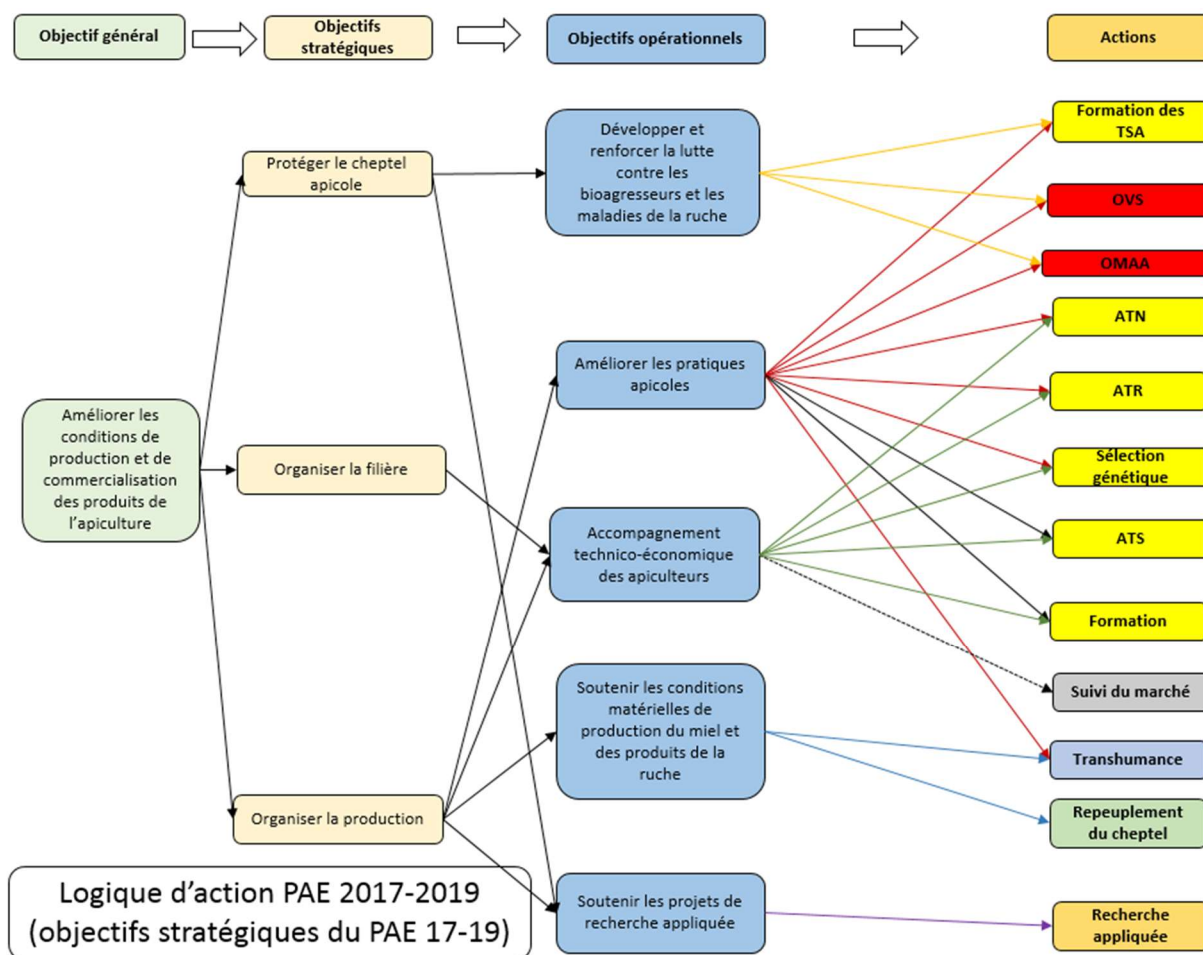 Objectif général
Objectifs
stratégiques
Objectifs opérationnels
Actions
Protéger le cheptel
apicole
Développer et
renforcer la lutte
contre les
bioagresseurs et les
maladies de la ruche
Formation des
TSA
OVS
OMAA
ATN
Améliorer les pratiques
apicoles
ATR
Améliorer les
conditions de
production et de
commercialisation
des produits de
l’apiculture
Organiser la filière
Sélection
génétique
Accompagnement
technico-économique
des apiculteurs
ATS
Formation
Soutenir les conditions
matérielles de
production du miel et
des produits de la
ruche
Suivi du marché
Transhumance
Organiser la production
Repeuplement
du cheptel
Logique d’action PAE 2017-2019
(objectifs stratégiques du PAE 17-19)
Soutenir les projets de
recherche appliquée
Recherche
appliquée